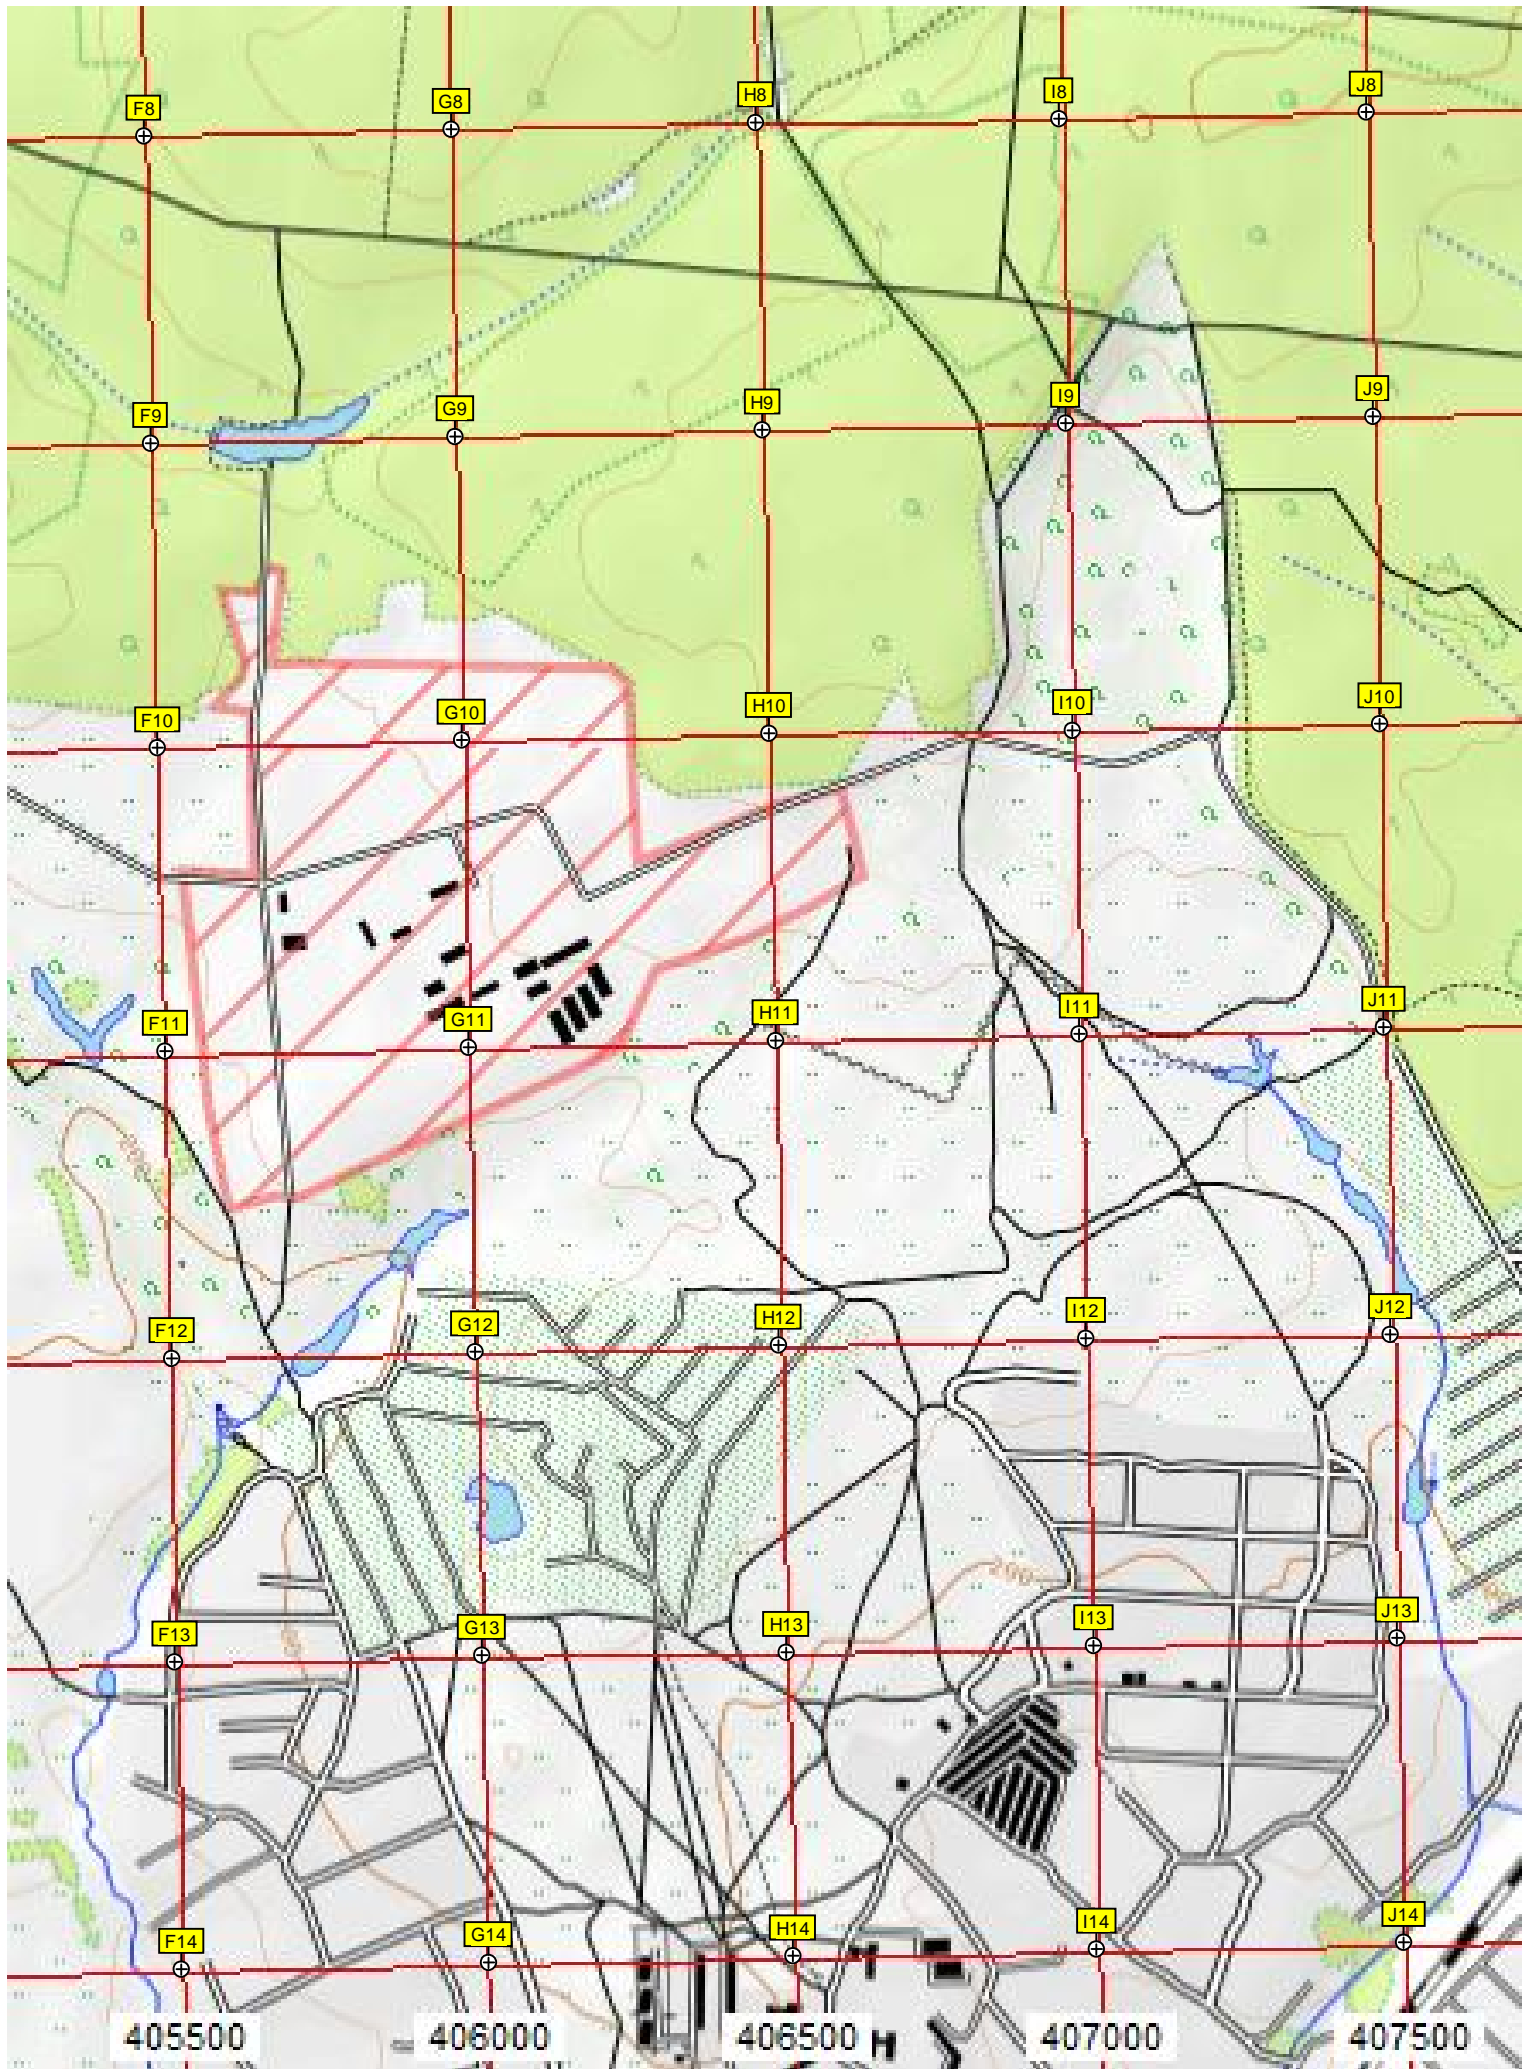 F8 G8 H8 I8 J8
F9 G9 H9 I9 J9
F10 G10 H10 I10 J10
F11 G11 H11 I11 J11
F12 G12 H12 I12 J12
200
F13 G13 H13 I13 J13
F14 G14 H14 I14 J14
405500 406000 406500 407000 407500
Н